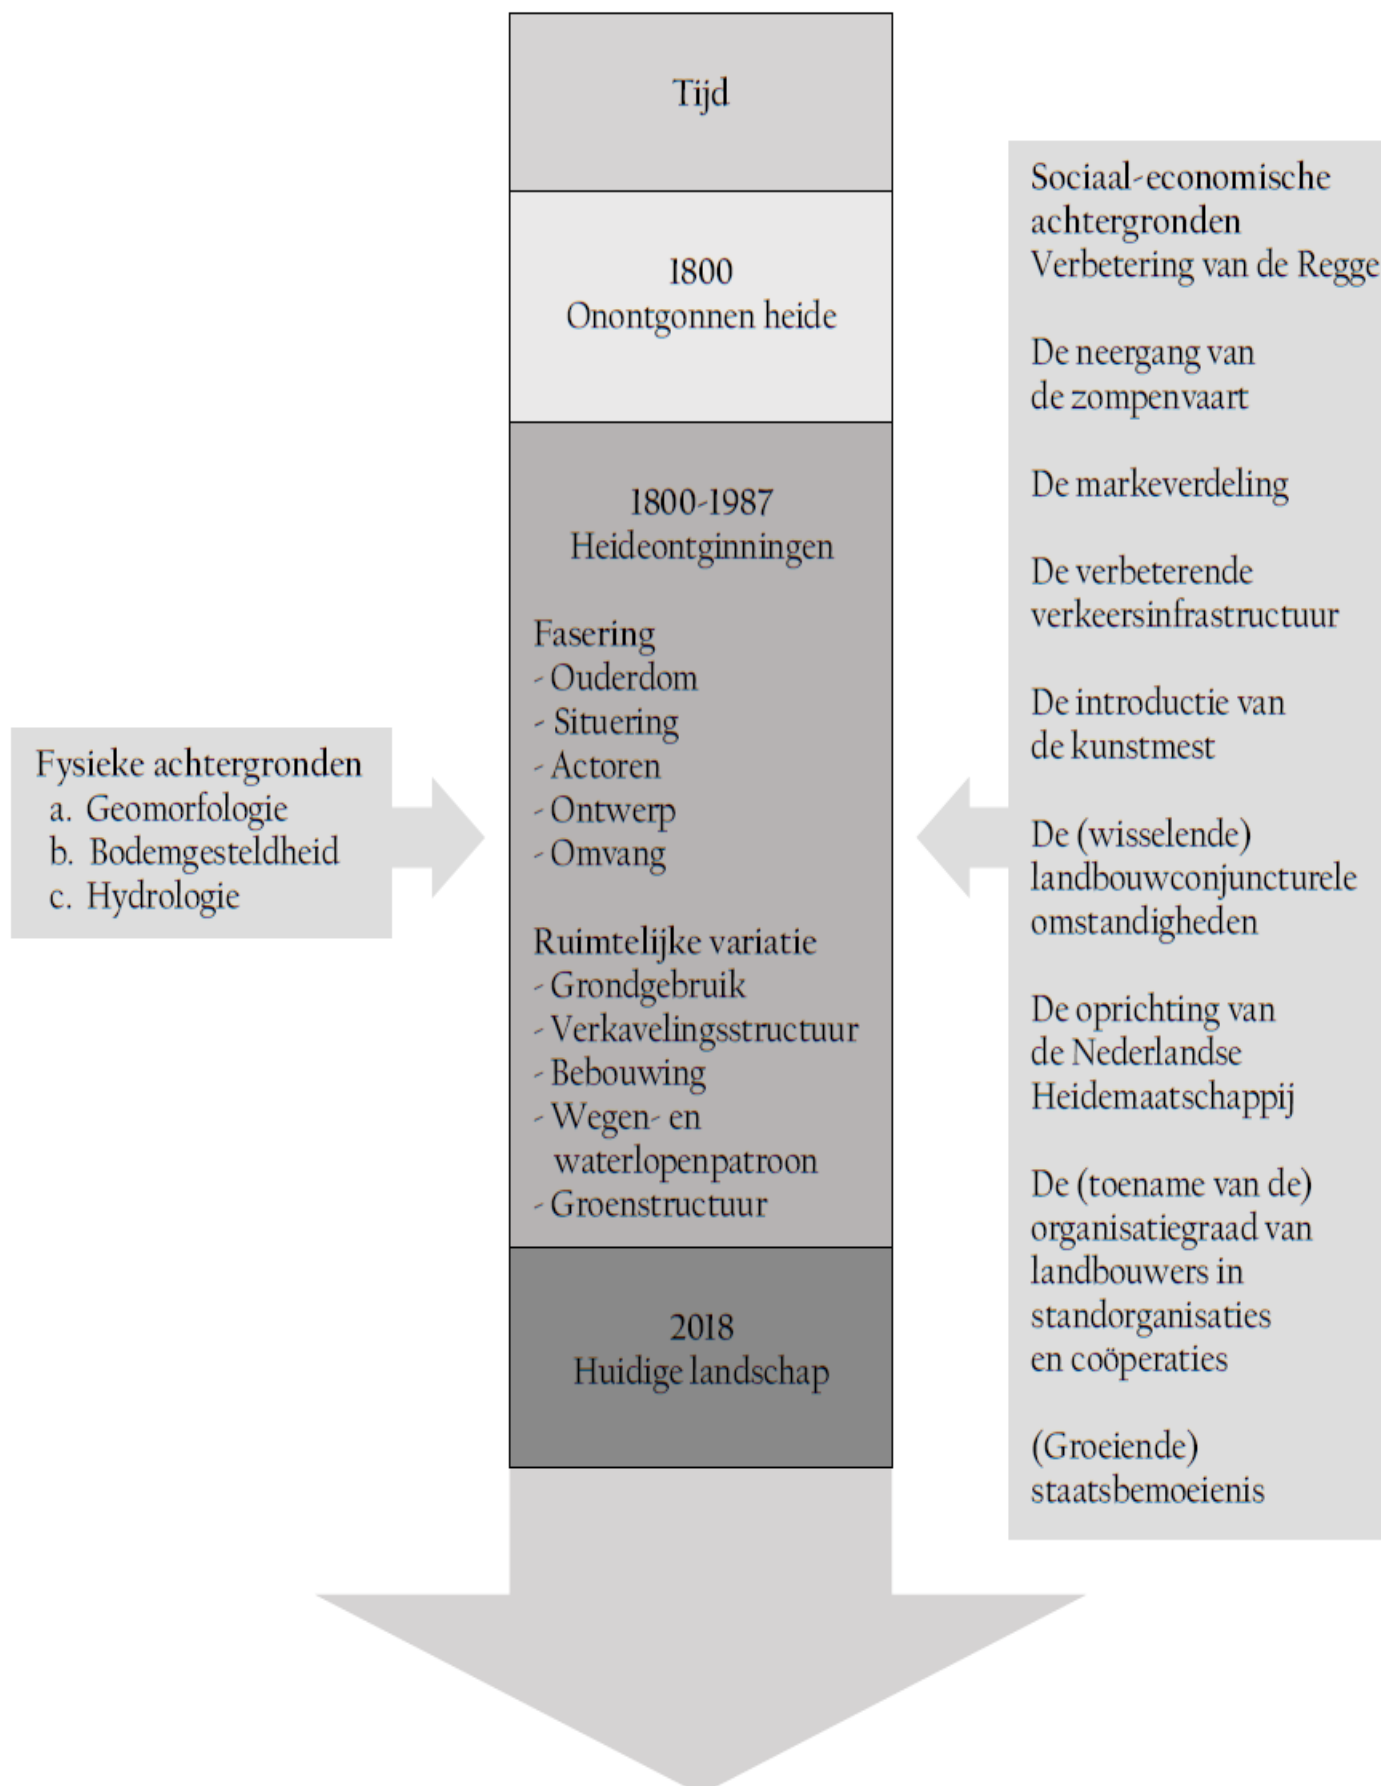 Tijd
1800
Onontgonnen heide
1800-1987
Heideontginningen
Fasering
- Ouderdom
- Situering
- Actoren
- Ontwerp
- Omvang
Ruimtelijke variatie
- Grondgebruik
- Verkavelingsstructuur
- Bebouwing
- Wegen- en
waterlopenpatroon
- Groenstructuur
2018
Huidige landschap
Fysieke achtergronden
a. Geomorfologie
b. Bodemgesteldheid
c. Hydrologie
Sociaal-economische
achtergronden
Verbetering van de Regge
De neergang van
de zompenvaart
De markeverdeling
De verbeterende
verkeersinfrastructuur
De introductie van
de kunstmest
De (wisselende)
landbouwconjuncturele
omstandigheden
De oprichting van
de Nederlandse
Heidemaatschappij
De (toename van de)
organisatiegraad van
landbouwers in
standorganisaties
en coöperaties
(Groeiende)
staatsbemoeienis